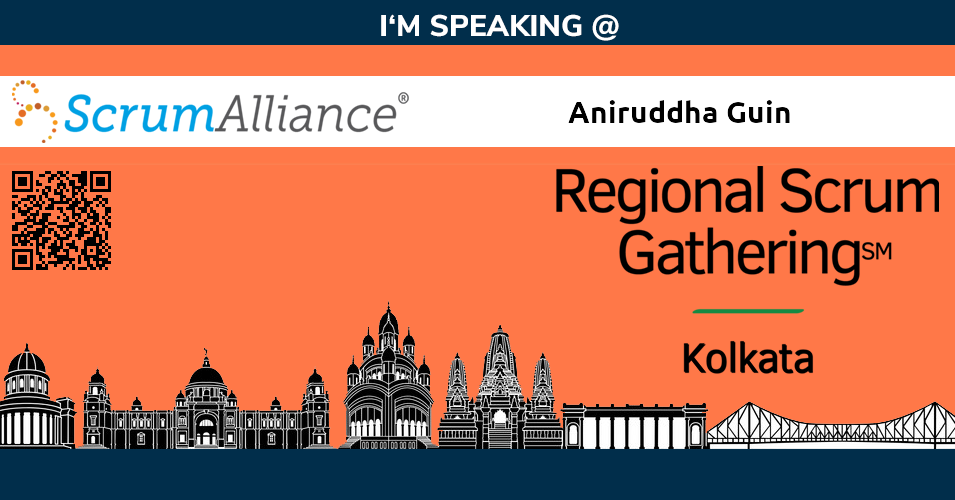 I‘M SPEAKING @
ScrumAlliance®
Aniruddha Guin
Regional Scrum
Gathering℠
Kolkata